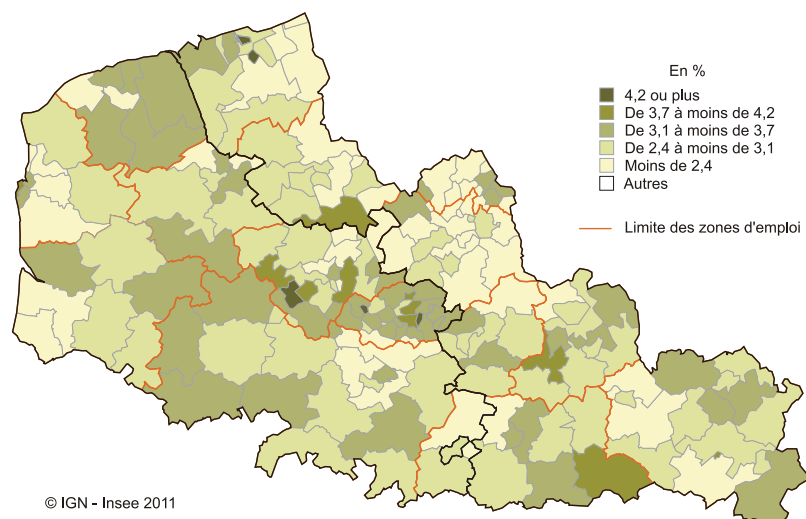 En %
4,2 ou plus
De 3,7 à moins de 4,2
De 3,1 à moins de 3,7
De 2,4 à moins de 3,1
Moins de 2,4
Autres
Limite des zones d'emploi
© IGN - Insee 2011